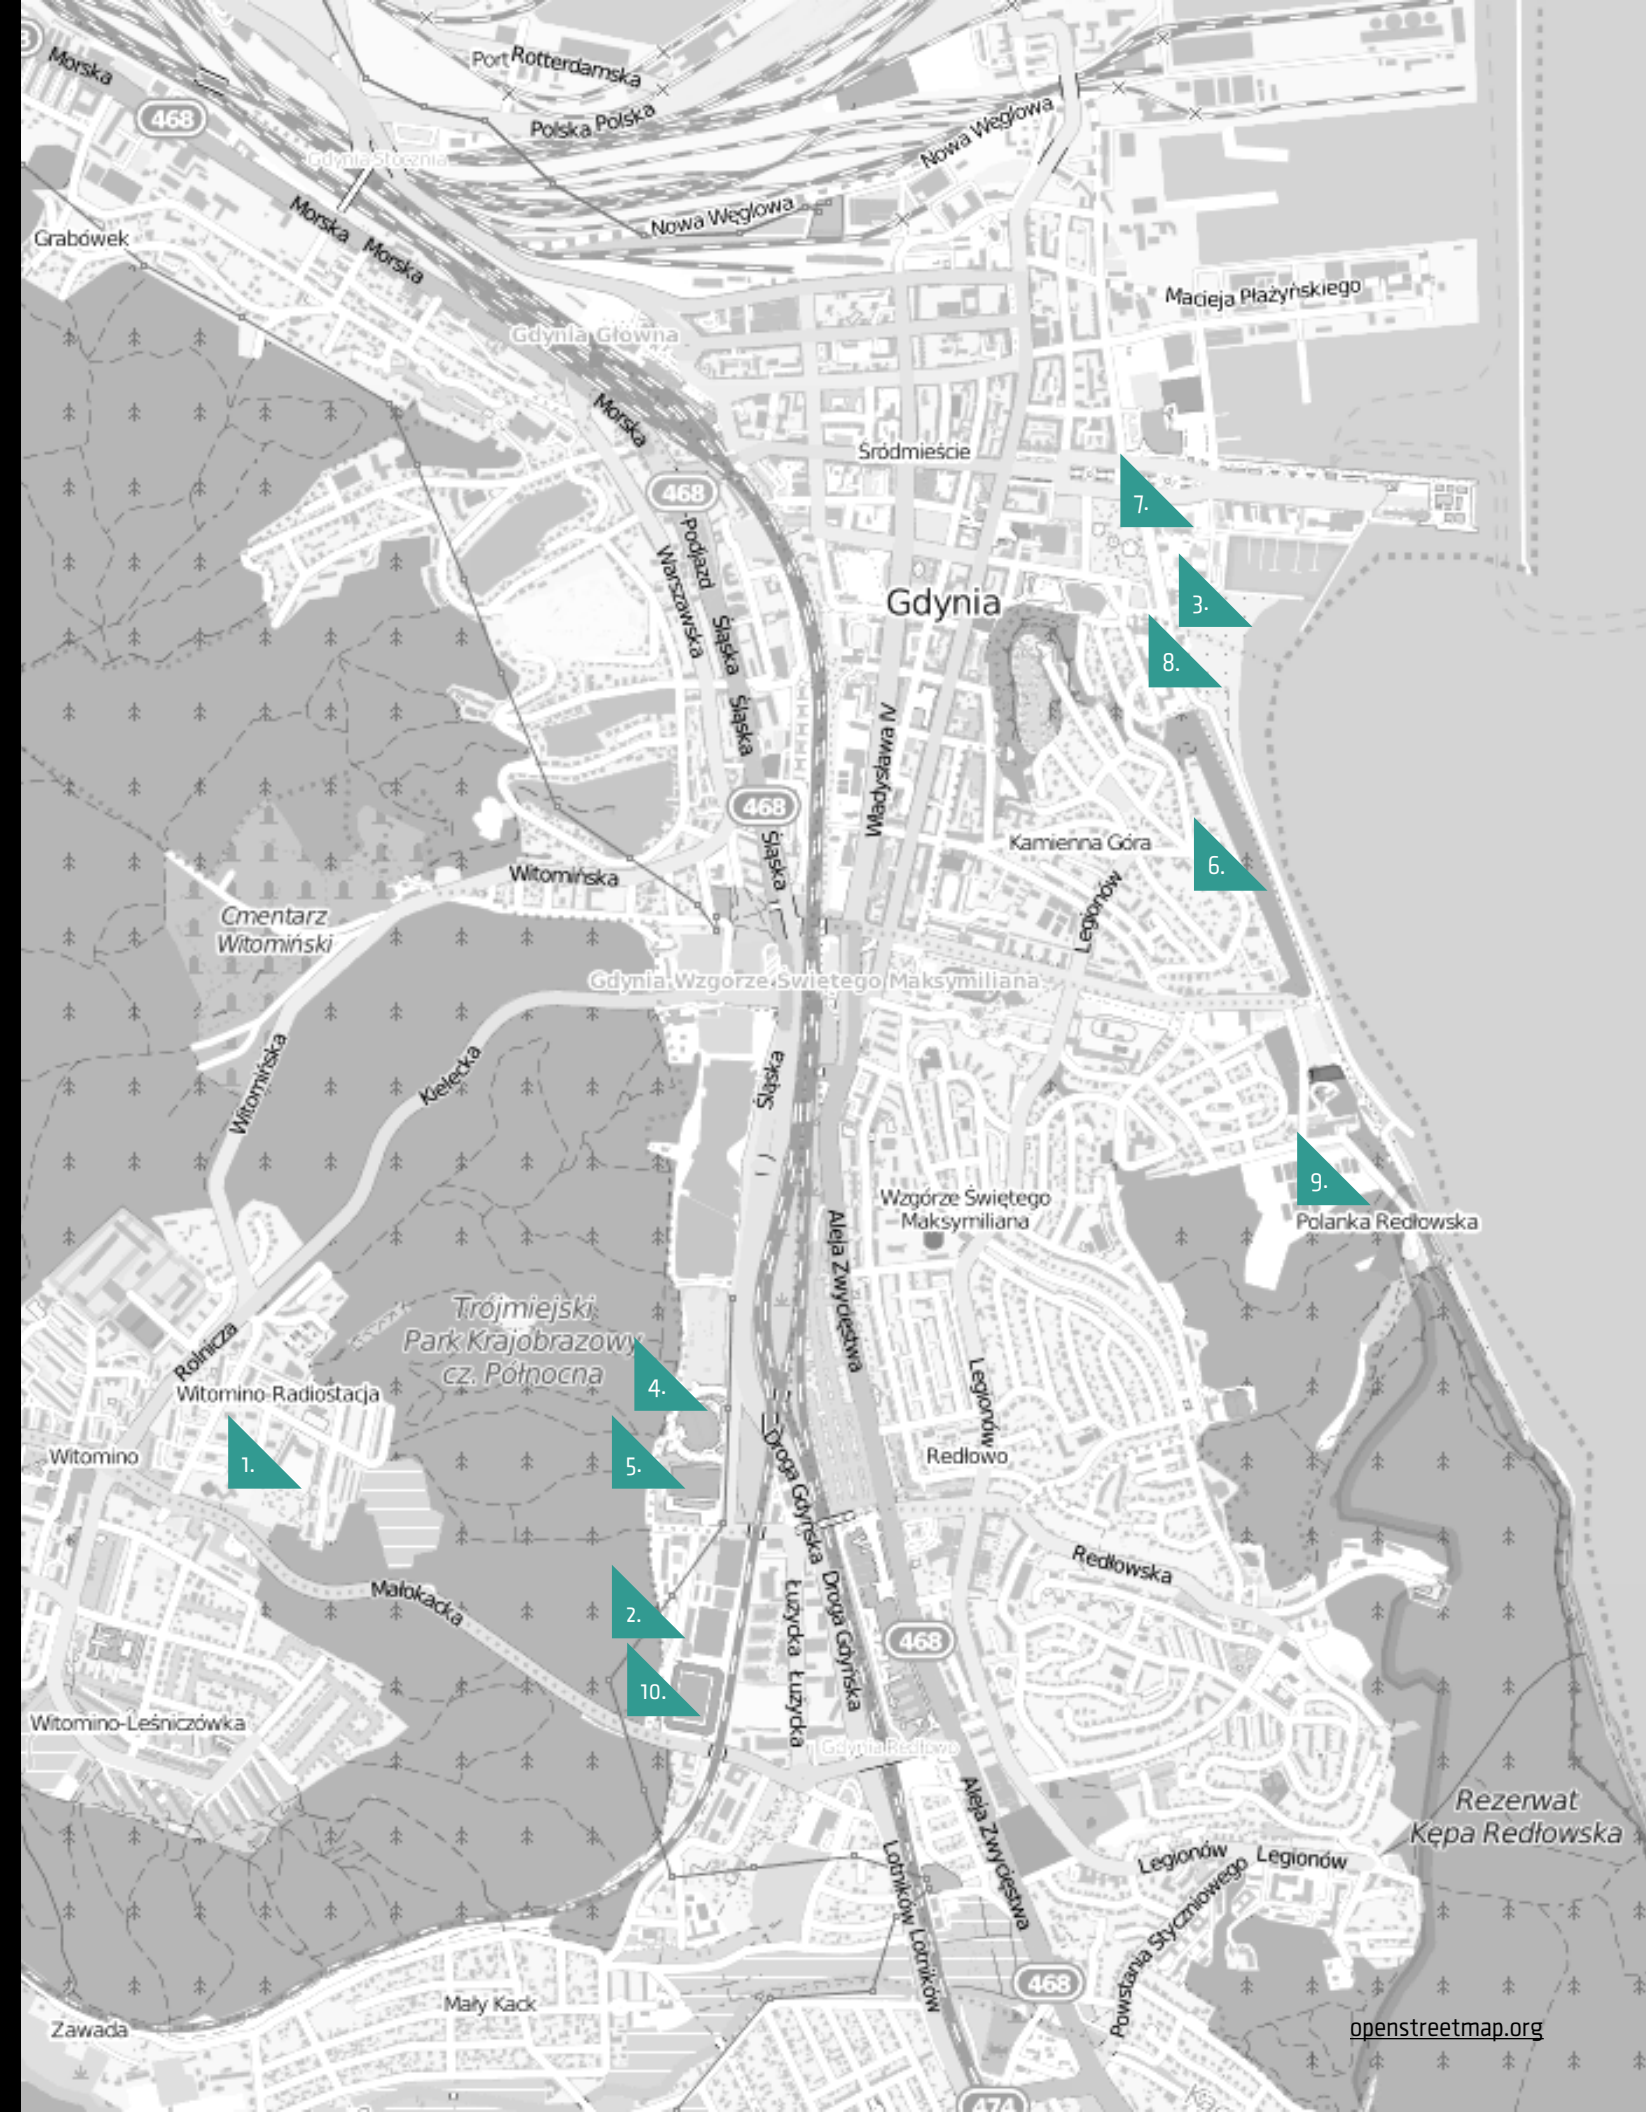 Port Rotterdamska
Morska
468
Polska Polska
Nowa Węglowa
Gdynia Stocznia
Morska
Nowa Węglowa
Grabówek
Morska
Macieja Płażyńskiego
Gdynia Główna
Morska
Śródmieście
468
7.
Podjazd
Warszawska
Gdynia
3.
Śląska
8.
Śląska
Władysława IV
468
Kamienna Góra
Śląska
6.
Witomińska
Legionów
Cmentarz
Witomiński
Gdynia Wzgórze Świętego Maksymiliana
Witomińska
Kielecka
Śląska
9.
Wzgórze Świętego
Maksymiliana
Polanka Redłowska
Aleja Zwycięstwa
Trójmiejski
Park Krajobrazowy
cz. Północna
Rolnicza
Witomino-Radiostacja
4.
Legionów
Witomino
1.
5.
Redłowo
Droga Gdyńska
Redłowska
Małokacka
2.
Łużycka
Droga Gdyńska
468
10.
Łużycka
Witomino-Leśniczówka
Gdynia Redłowo
Aleja Zwycięstwa
Rezerwat
Kępa Redłowska
Legionów
Legionów
Lotników
Lotników
Powstania Styczniowego
468
Mały Kack
Zawada
openstreetmap.org
474